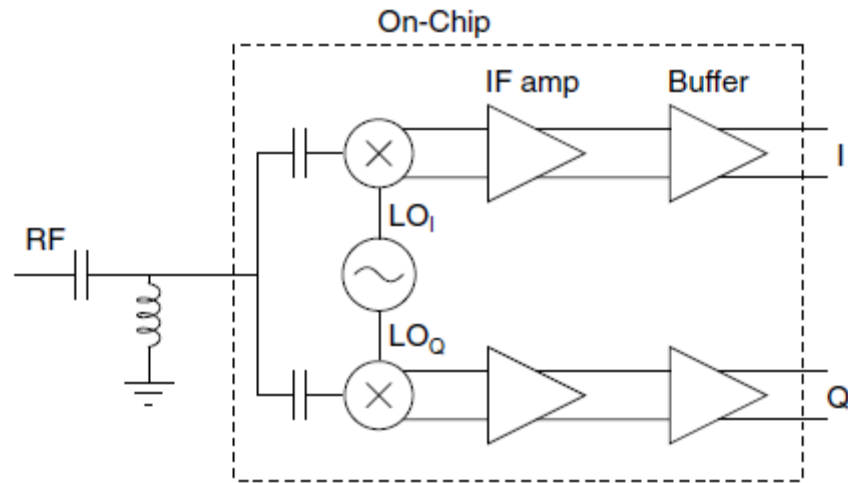 On-Chip
IF amp
Buffer
I
LO_I
RF
LO_Q
Q